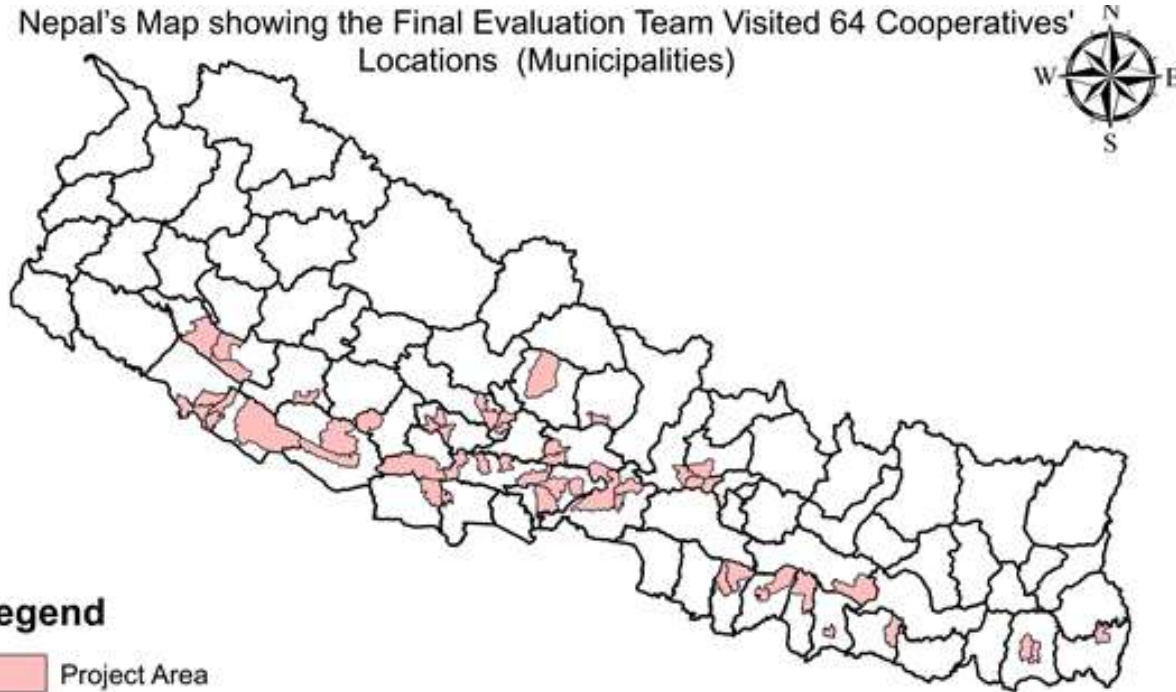 Nepal's Map showing the Final Evaluation Team Visited 64 Cooperatives'
Locations (Municipalities)
N
W E
S
egend
Project Area